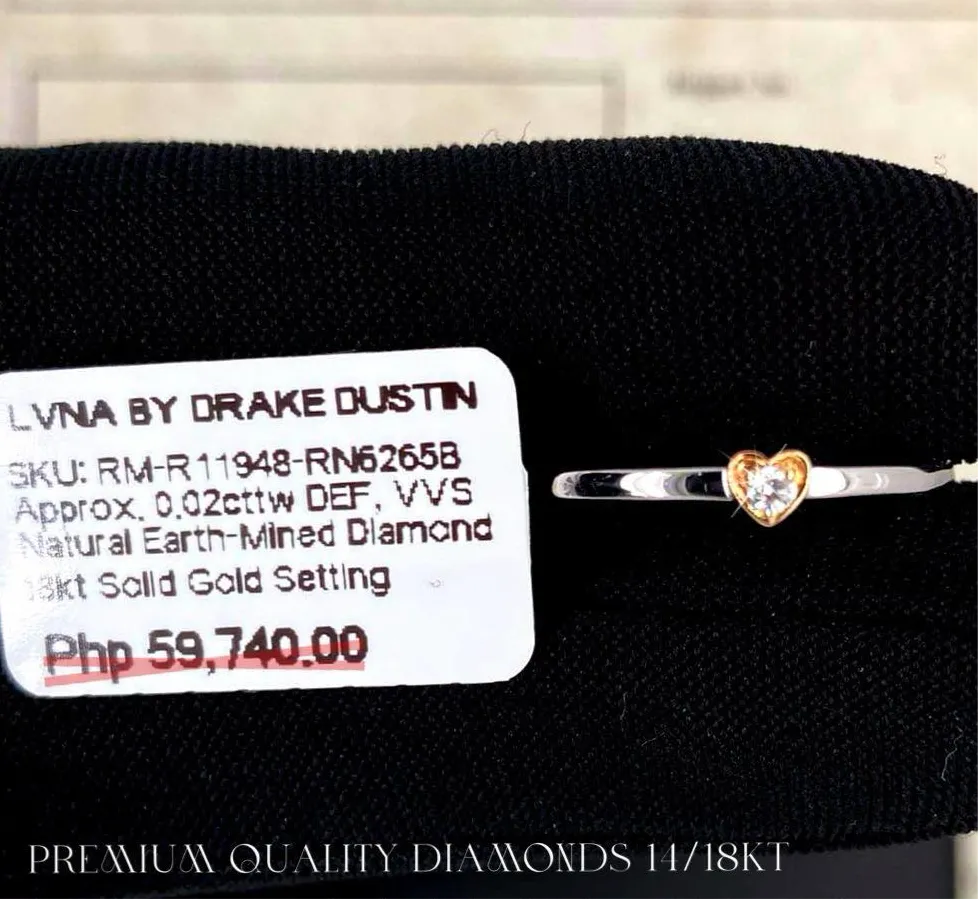 LVNA BY DRAKE DUSTIN
SKU: RM-R11948-RN6265B
Approx. 0.02cttw DEF, VVS
Natural Earth-Mined Diamond
18kt Solid Gold Setting
Php 59,740.00
PREMIUM QUALITY DIAMONDS 14/18KT